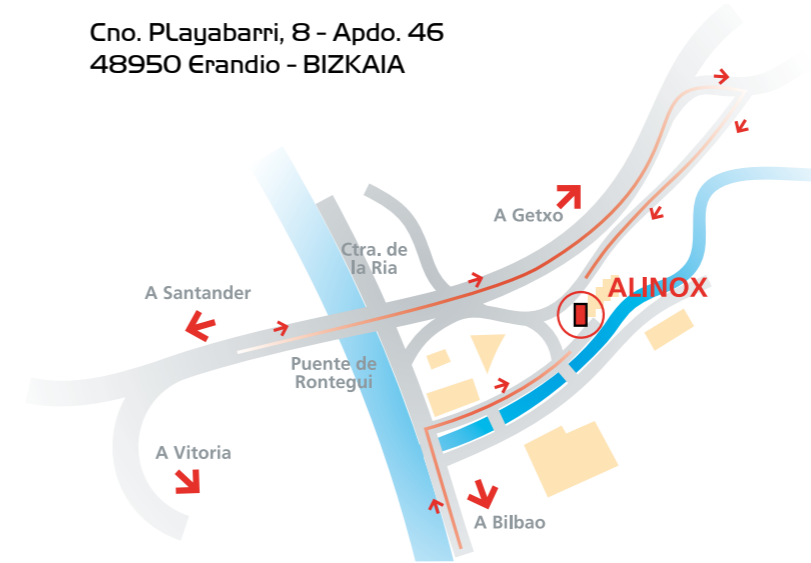 Cno. PLayabarri, 8 - Apdo. 46
48950 Erandio - BIZKAIA
A Getxo
Ctra. de
la Ria
ALINOX
A Santander
Puente de
Rontegui
A Vitoria
A Bilbao